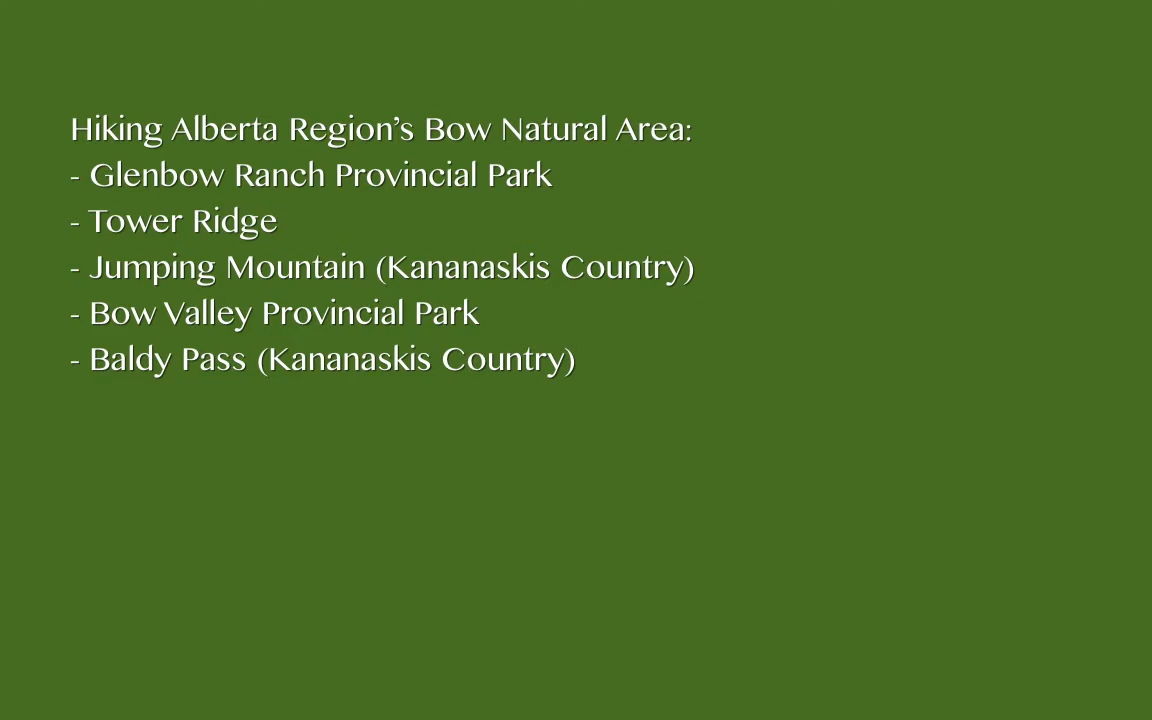 Hiking Alberta Region’s Bow Natural Area:
- Glenbow Ranch Provincial Park
- Tower Ridge
- Jumping Mountain (Kananaskis Country)
- Bow Valley Provincial Park
- Baldy Pass (Kananaskis Country)